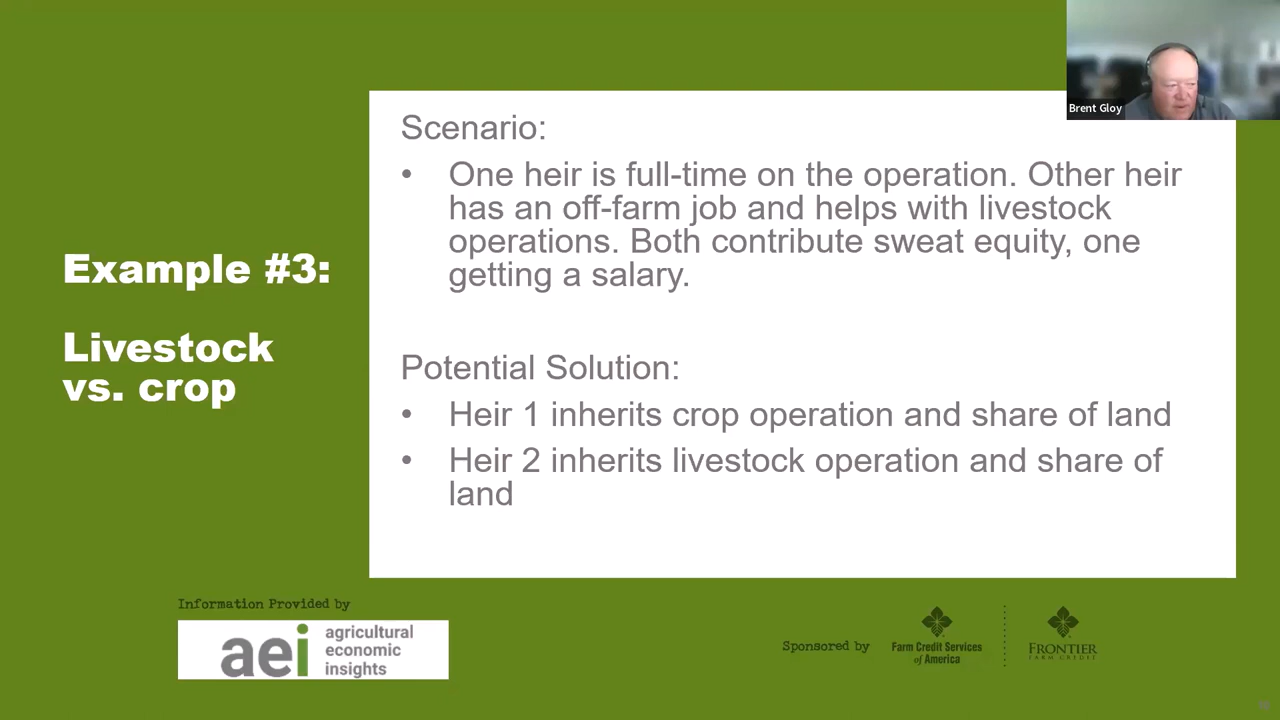 Brent Gloy
Scenario:
• One heir is full-time on the operation. Other heir
has an off-farm job and helps with livestock
operations. Both contribute sweat equity, one
getting a salary.
Example #3:
Livestock
vs. crop
Potential Solution:
• Heir 1 inherits crop operation and share of land
• Heir 2 inherits livestock operation and share of
land
Information Provided by
aei
agricultural
economic
insights
Sponsored by
Farm Credit Services
of America
FRONTIER
FARM CREDIT